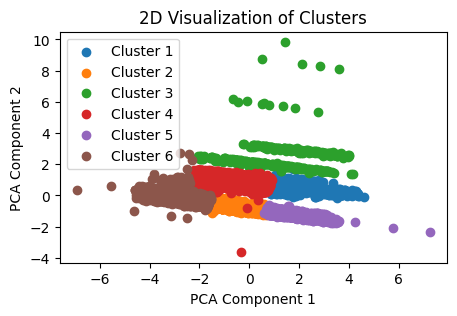 2D Visualization of Clusters
Cluster 1
Cluster 2
Cluster 3
Cluster 4
Cluster 5
Cluster 6
PCA Component 2
10
8
6
4
2
0
−2
−4
−6
−4
−2
0
2
4
6
PCA Component 1